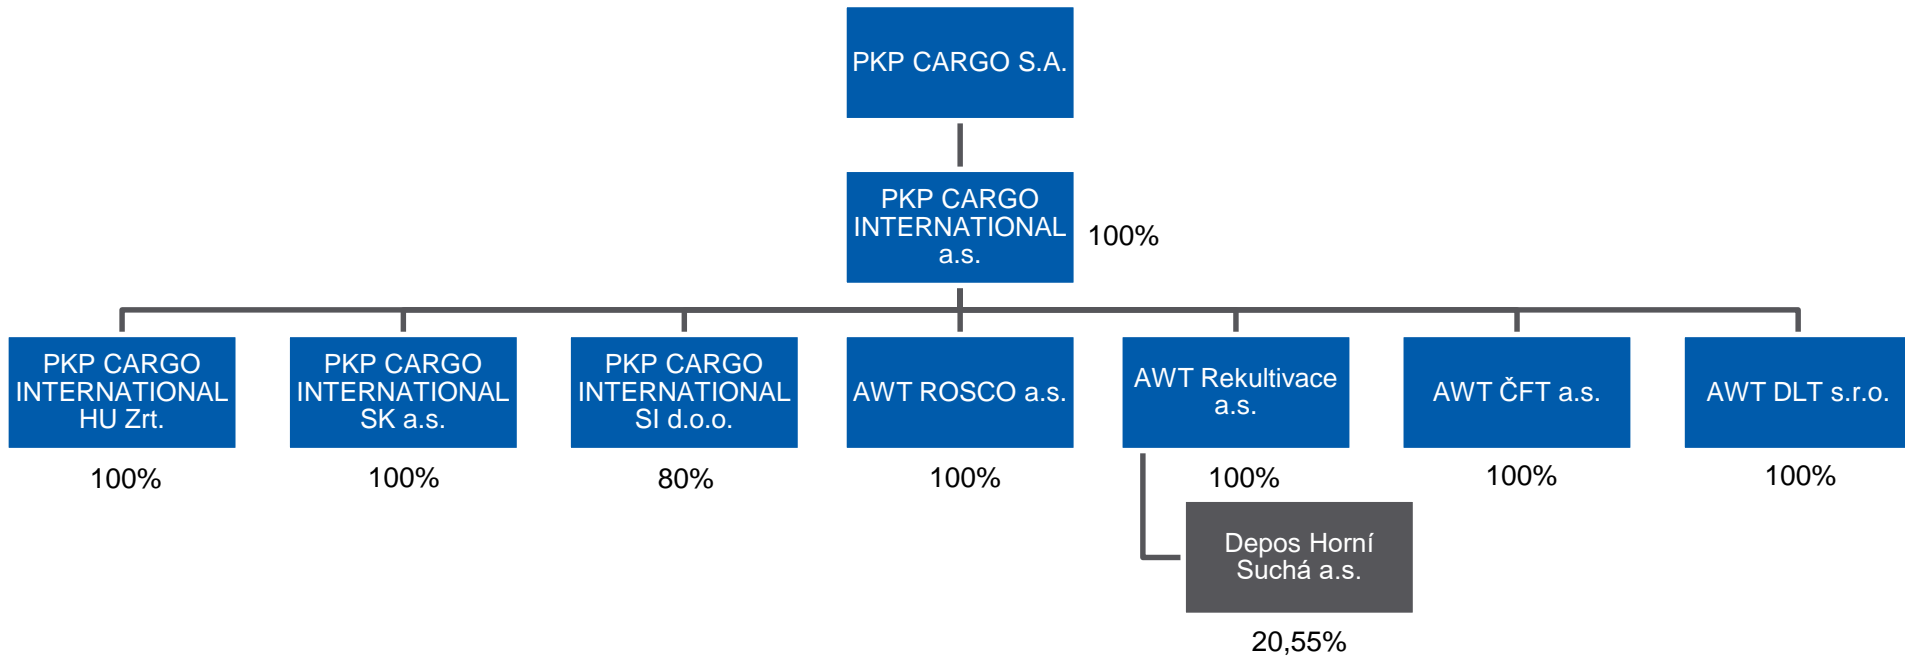 PKP CARGO S.A.
PKP CARGO
INTERNATIONAL
a.s.
100%
PKP CARGO
INTERNATIONAL
HU Zrt.
100%
PKP CARGO
INTERNATIONAL
SK a.s.
100%
PKP CARGO
INTERNATIONAL
SI d.o.o.
80%
AWT ROSCO a.s.
100%
AWT Rekultivace
a.s.
100%
AWT ČFT a.s.
100%
AWT DLT s.r.o.
100%
Depos Horní
Suchá a.s.
20,55%